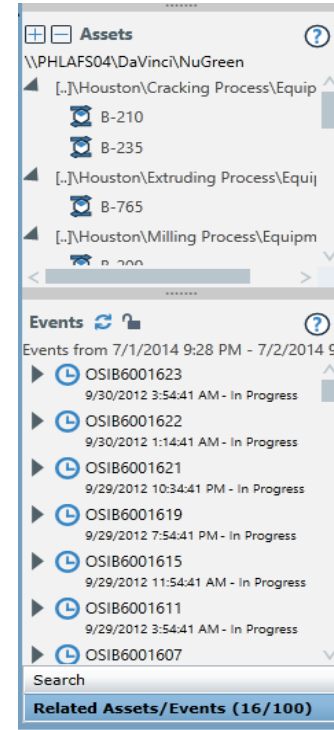 Assets
\\PHLAFS04\DaVinci\NuGreen
[..]\Houston\Cracking Process\Equip
B-210
B-235
[..]\Houston\Extruding Process\Equi
B-765
[..]\Houston\Milling Process\Equipm
Events
Events from 7/1/2014 9:28 PM - 7/2/2014 9
OSIB6001623
9/30/2012 3:54:41 AM - In Progress
OSIB6001622
9/30/2012 1:14:41 AM - In Progress
OSIB6001621
9/29/2012 10:34:41 PM - In Progress
OSIB6001619
9/29/2012 7:54:41 PM - In Progress
OSIB6001615
9/29/2012 11:54:41 AM - In Progress
OSIB6001611
9/29/2012 3:54:41 AM - In Progress
OSIB6001607
Search
Related Assets/Events (16/100)